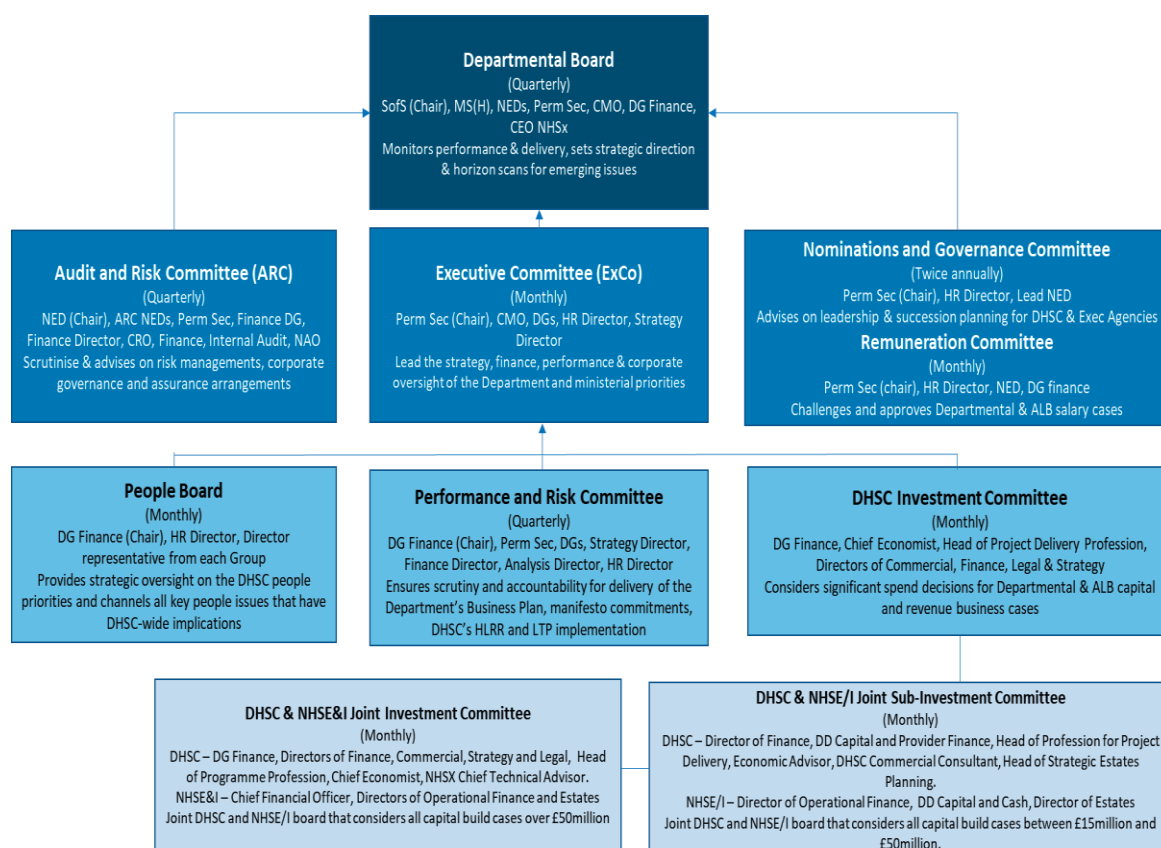 Departmental Board
(Quarterly)
SofS (Chair), MS(H), NEDs, Perm Sec, CMO, DG Finance,
CEO NHSx
Monitors performance & delivery, sets strategic direction
& horizon scans for emerging issues
Audit and Risk Committee (ARC)
(Quarterly)
NED (Chair), ARC NEDs, Perm Sec, Finance DG,
Finance Director, CRO, Finance, Internal Audit, NAO
Scrutinise & advises on risk managements, corporate
governance and assurance arrangements
Executive Committee (ExCo)
(Monthly)
Perm Sec (Chair), CMO, DGs, HR Director, Strategy
Director
Lead the strategy, finance, performance & corporate
oversight of the Department and ministerial priorities
Nominations and Governance Committee
(Twice annually)
Perm Sec (Chair), HR Director, Lead NED
Advises on leadership & succession planning for DHSC & Exec Agencies
Remuneration Committee
(Monthly)
Perm Sec (chair), HR Director, NED, DG finance
Challenges and approves Departmental & ALB salary cases
People Board
(Monthly)
DG Finance (Chair), HR Director, Director
representative from each Group
Provides strategic oversight on the DHSC people
priorities and channels all key people issues that have
DHSC-wide implications
Performance and Risk Committee
(Quarterly)
DG Finance (Chair), Perm Sec, DGs, Strategy Director,
Finance Director, Analysis Director, HR Director
Ensures scrutiny and accountability for delivery of the
Department's Business Plan, manifesto commitments,
DHSC's HLRR and LTP implementation
DHSC Investment Committee
(Monthly)
DG Finance, Chief Economist, Head of Project Delivery Profession,
Directors of Commercial, Finance, Legal & Strategy
Considers significant spend decisions for Departmental & ALB capital
and revenue business cases
DHSC & NHSE&I Joint Investment Committee
(Monthly)
DHSC – DG Finance, Directors of Finance, Commercial, Strategy and Legal, Head
of Programme Profession, Chief Economist, NHSX Chief Technical Advisor.
NHSE&I – Chief Financial Officer, Directors of Operational Finance and Estates
Joint DHSC and NHSE/I board that considers all capital build cases over £50million
DHSC & NHSE/I Joint Sub-Investment Committee
(Monthly)
DHSC – Director of Finance, DD Capital and Provider Finance, Head of Profession for Project
Delivery, Economic Advisor, DHSC Commercial Consultant, Head of Strategic Estates
Planning.
NHSE/I – Director of Operational Finance, DD Capital and Cash, Director of Estates
Joint DHSC and NHSE/I board that considers all capital build cases between £15million and
£50million.